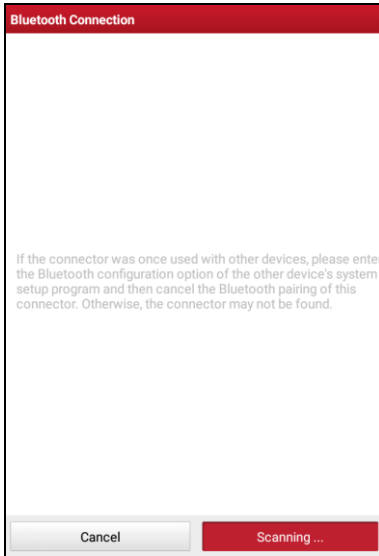 Bluetooth Connection
If the connector was once used with other devices, please enter
the Bluetooth configuration option of the other device's system
setup program and then cancel the Bluetooth pairing of this
connector. Otherwise, the connector may not be found.
Cancel
Scanning ...